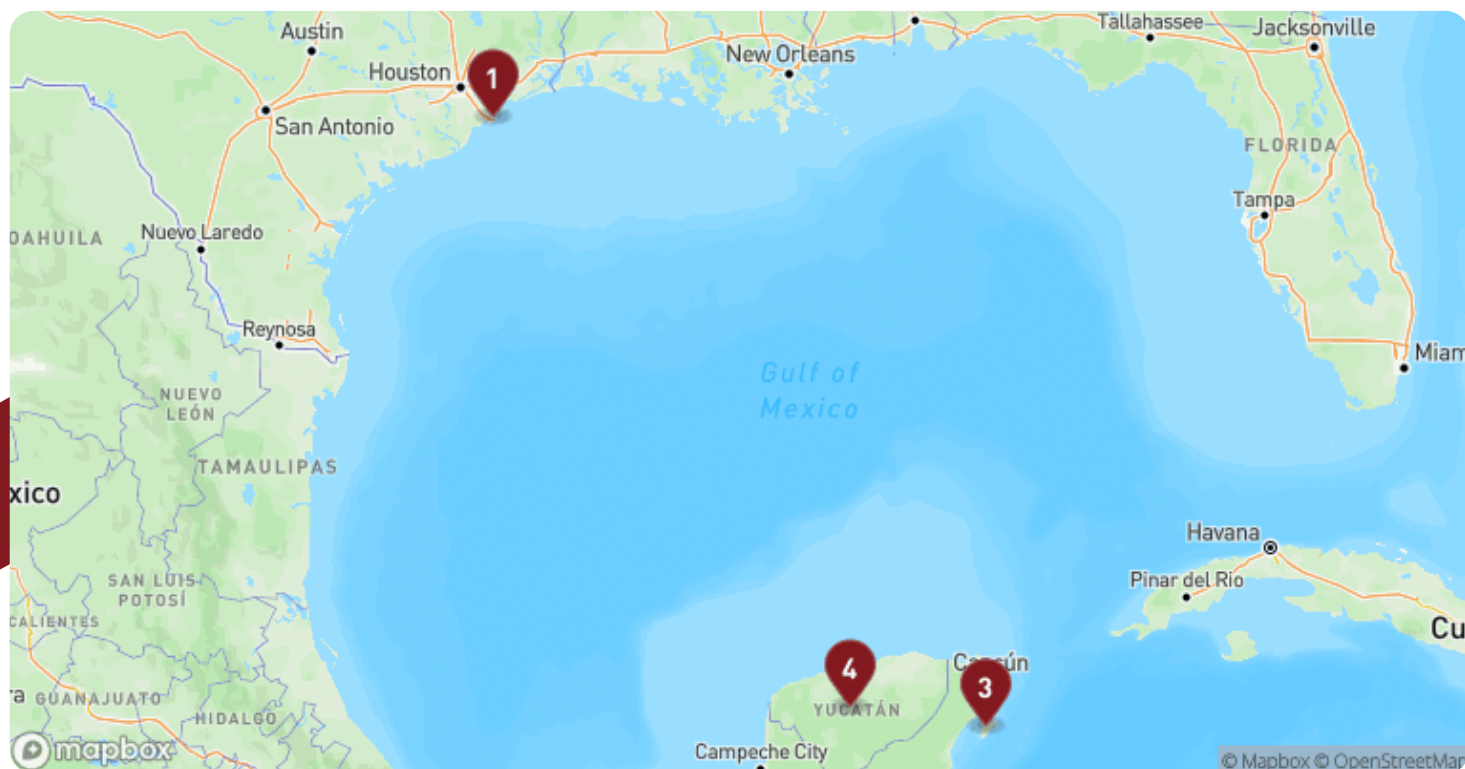 Austin
Houston
1
San Antonio
New Orleans
Tallahassee
Jacksonville
FLORIDA
Tampa
Miam
OAHUILA
Nuevo Laredo
Reynosa
NUEVO
LEÓN
TAMAULIPAS
xico
Gulf of
Mexico
Havana
Pinar del Rio
Cu
SAN LUIS
POTOSÍ
CALIENTES
ra
GUANAJUATO
HIDALGO
4
YUCATÁN
Cancún
3
Campeche City
mapbox
© Mapbox © OpenStreetMap